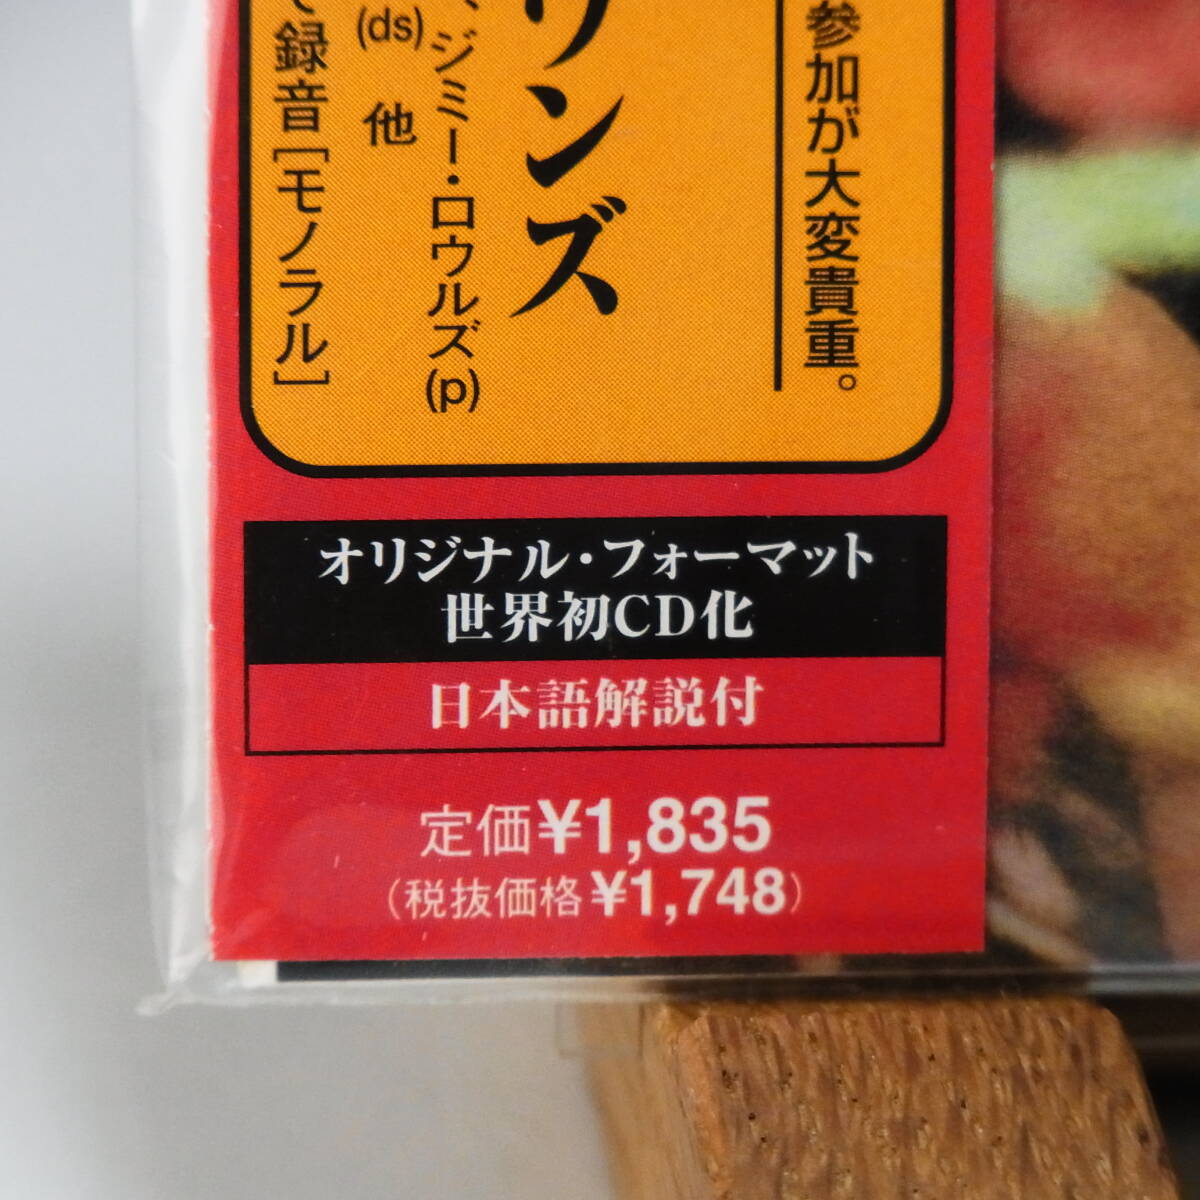 参加が大変貴重。
ンズ
ジミー・ロウルズ(p)
(ds) 他
録音[モノラル]
オリジナル・フォーマット
世界初CD化
日本語解説付
定価¥1,835
(税抜価格¥1,748)